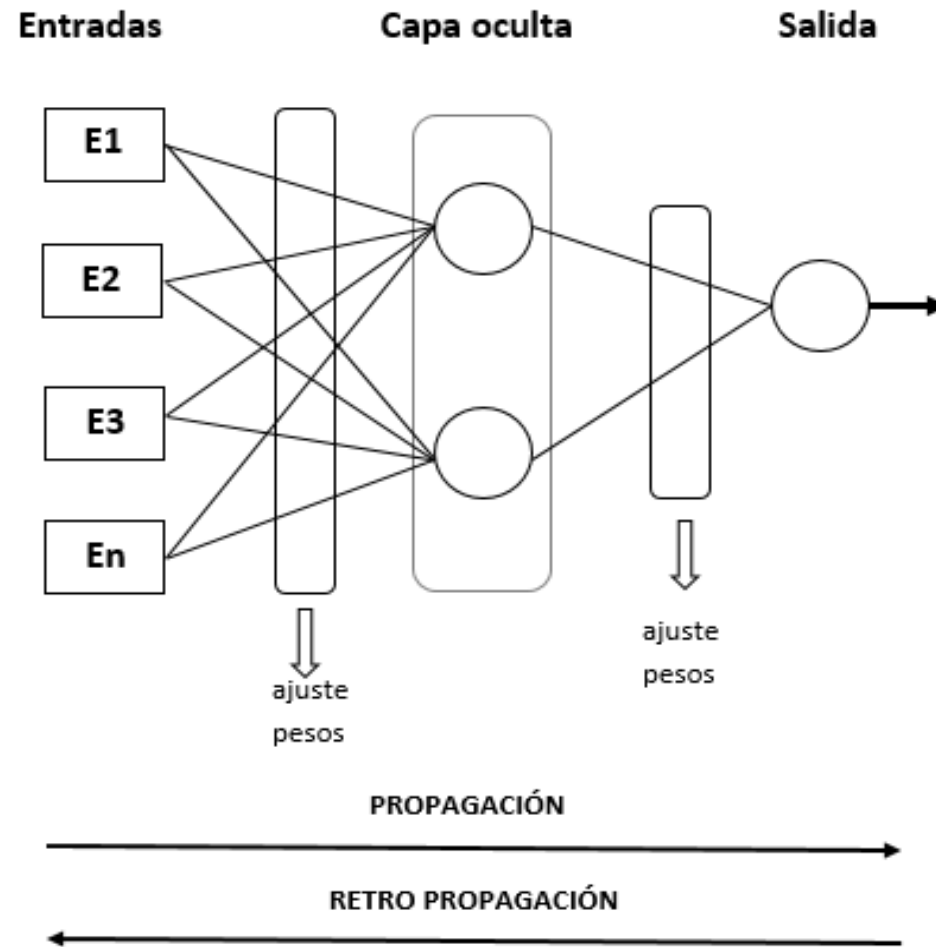 Entradas
Capa oculta
Salida
E1
E2
E3
En
ajuste
pesos
ajuste
pesos
PROPAGACIÓN
RETRO PROPAGACIÓN